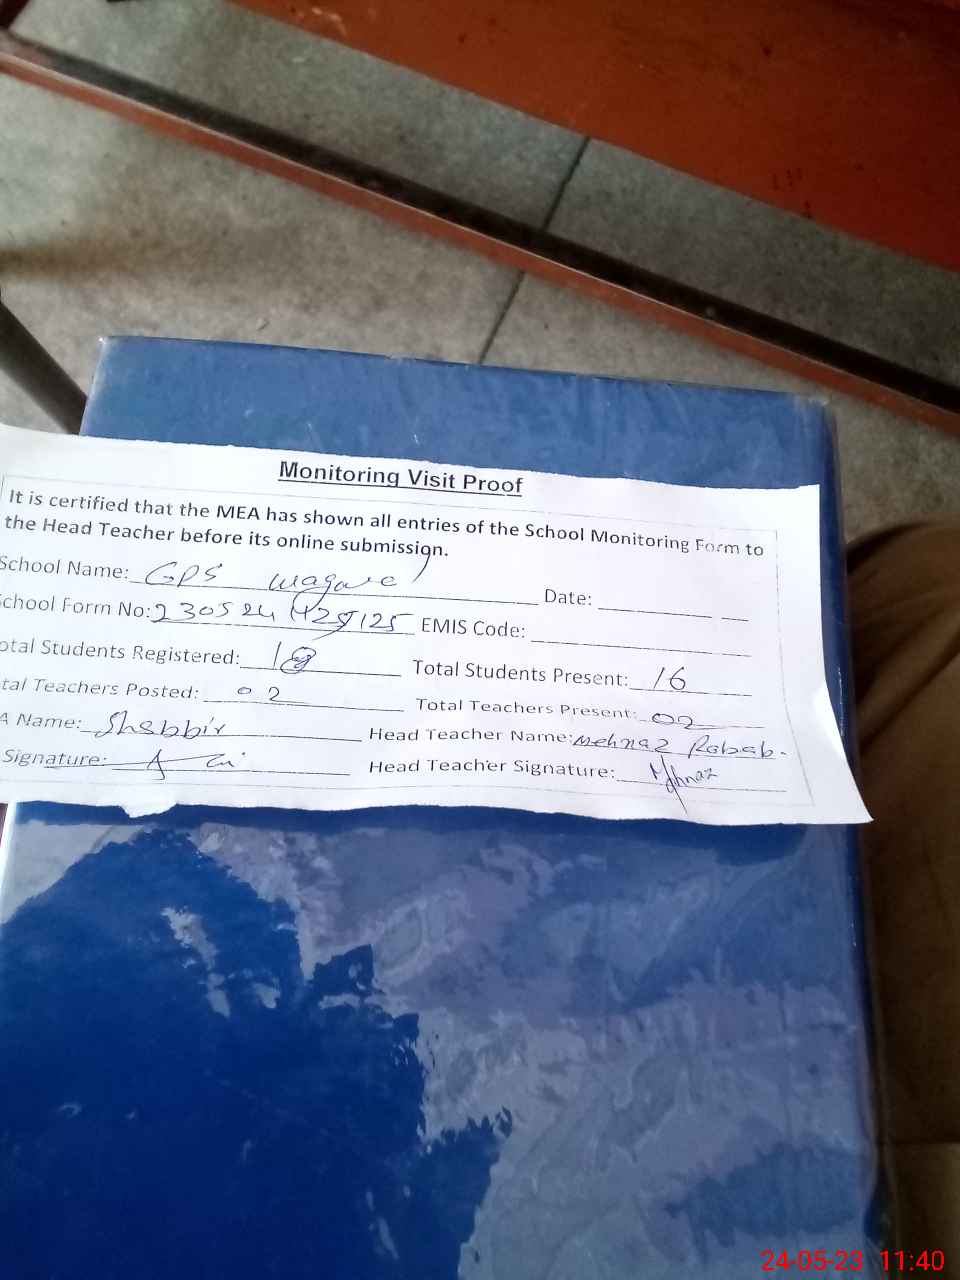 Monitoring Visit Proof
It is certified that the MEA has shown all entries of the School Monitoring Form to
the Head Teacher before its online submission.
School Name: GPS Date:
School Form No: EMIS Code:
otal Students Registered: Total Students Present: 16
tal Teachers Posted: 02 Total Teachers Present: 02
A Name: Shabbir Head Teacher Name: Mehnaz Rabab.
Signature: Head Teacher Signature: Mehnaz
24-05-23 11:40